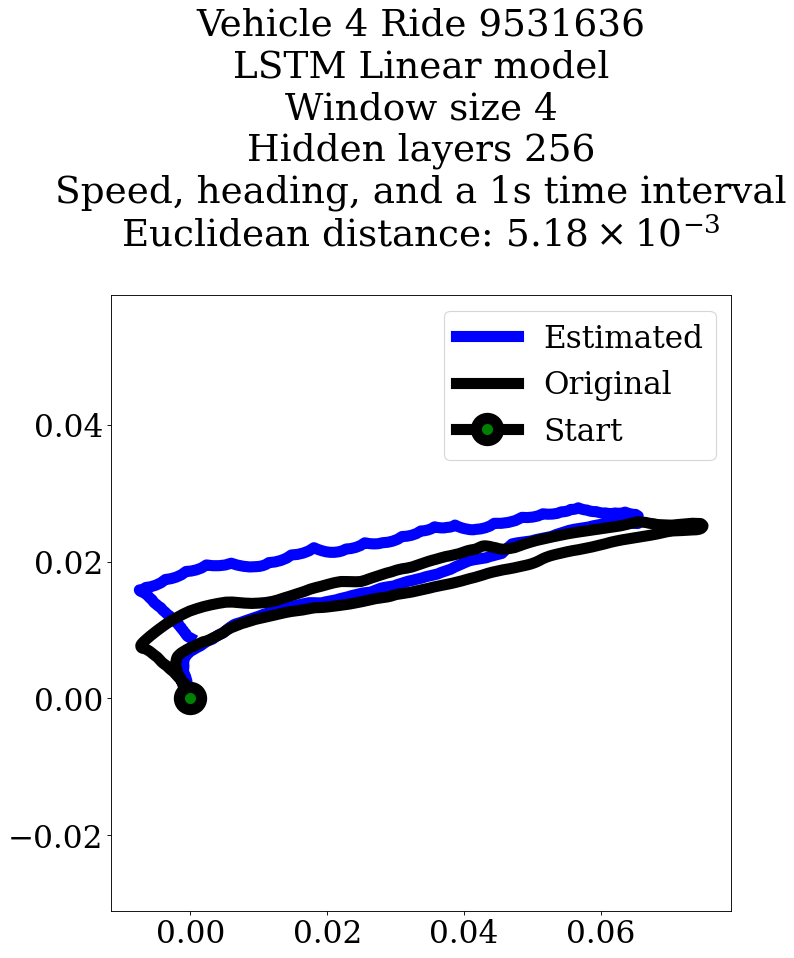 Vehicle 4 Ride 9531636
LSTM Linear model
Window size 4
Hidden layers 256
Speed, heading, and a 1s time interval
Euclidean distance: 5.18 × 10⁻³
Estimated
Original
Start
0.04
0.02
0.00
−0.02
0.00 0.02 0.04 0.06